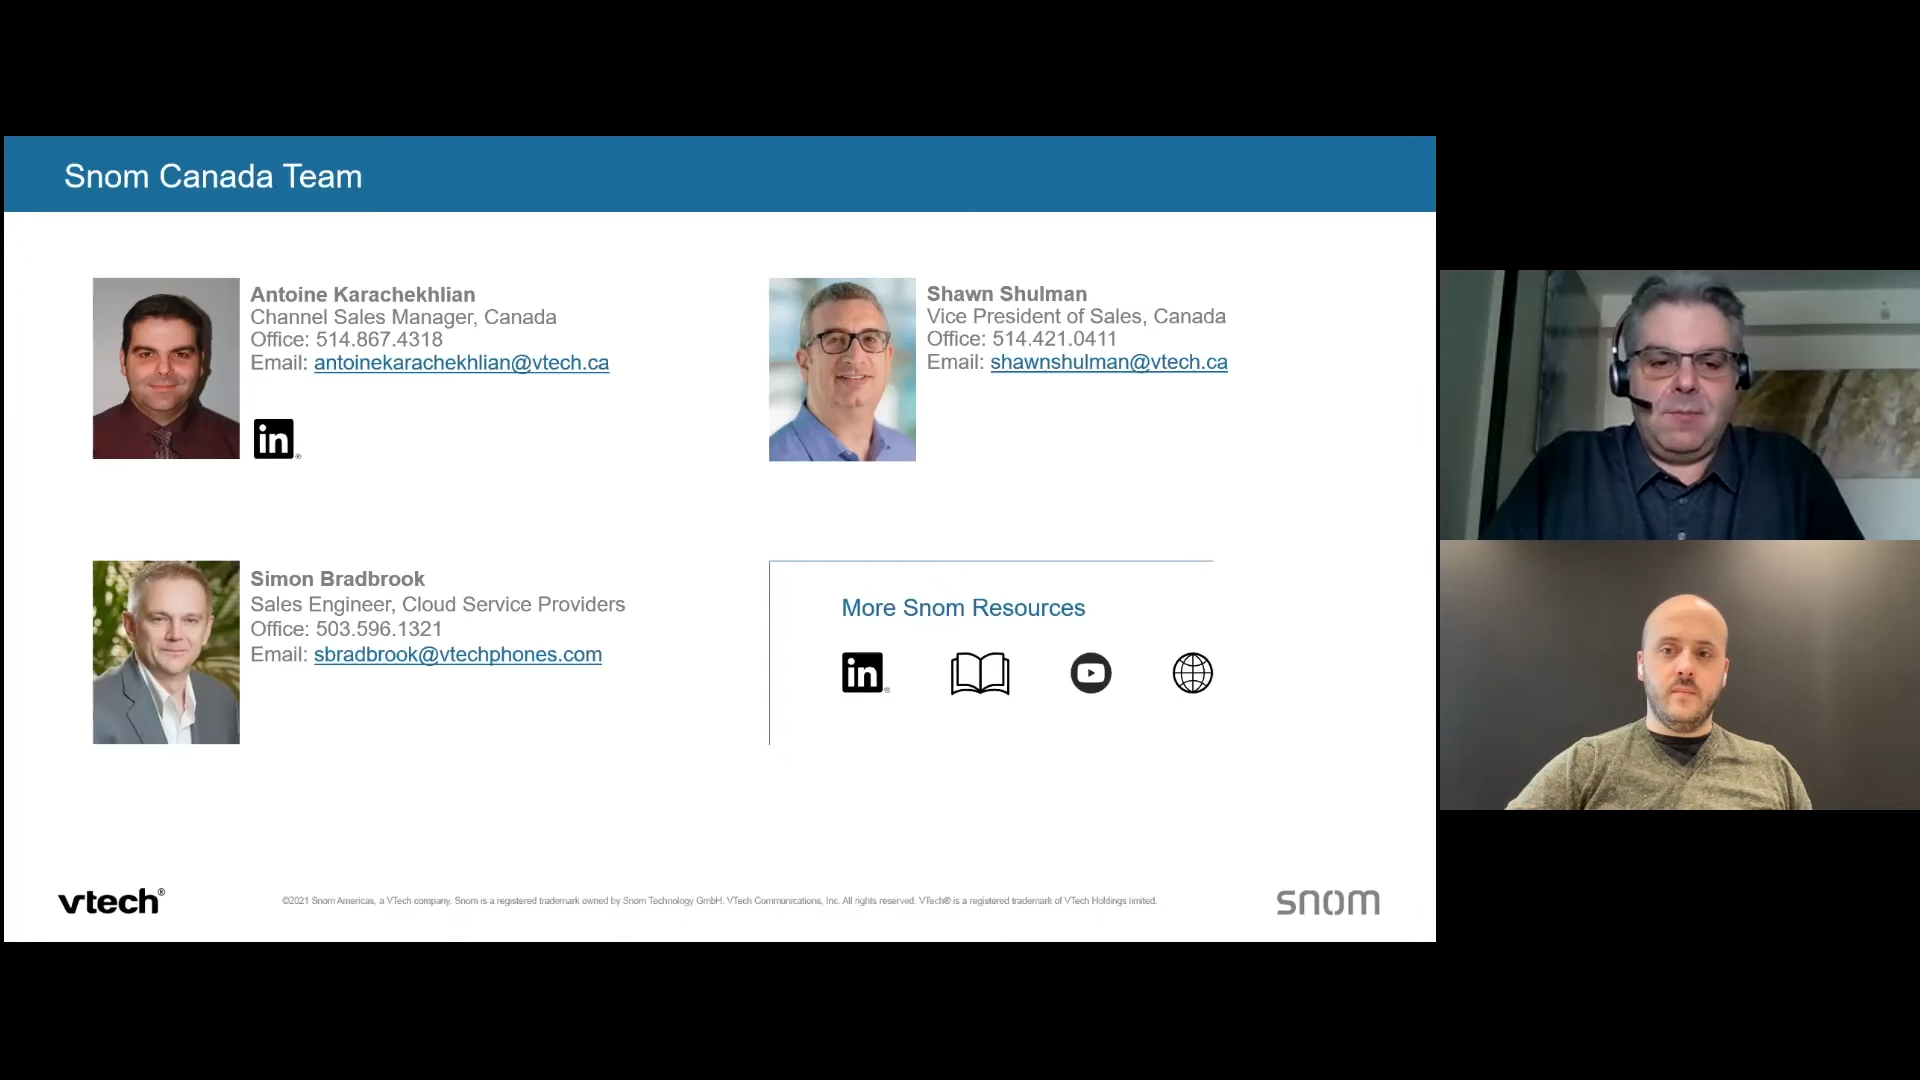 Snom Canada Team
Antoine Karachekhlian
Channel Sales Manager, Canada
Office: 514.867.4318
Email: antoinekarachekhlian@vtech.ca
in
Shawn Shulman
Vice President of Sales, Canada
Office: 514.421.0411
Email: shawnshulman@vtech.ca
Simon Bradbrook
Sales Engineer, Cloud Service Providers
Office: 503.596.1321
Email: sbradbrook@vtechphones.com
More Snom Resources
in
vtech®
©2021 Snom Americas, a VTech company. Snom is a registered trademark owned by Snom Technology GmbH. VTech Communications, Inc. All rights reserved. VTech® is a registered trademark of VTech Holdings limited.
snom